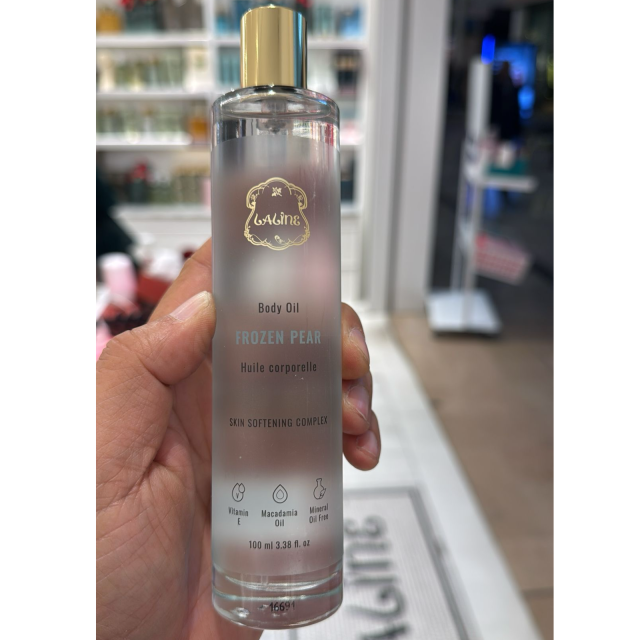 LALINE
Body Oil
FROZEN PEAR
Huile corporelle
SKIN SOFTENING COMPLEX
Vitamin
E
Macadamia
Oil
Mineral
Oil Free
100 ml 3.38 fl. oz
LALINE